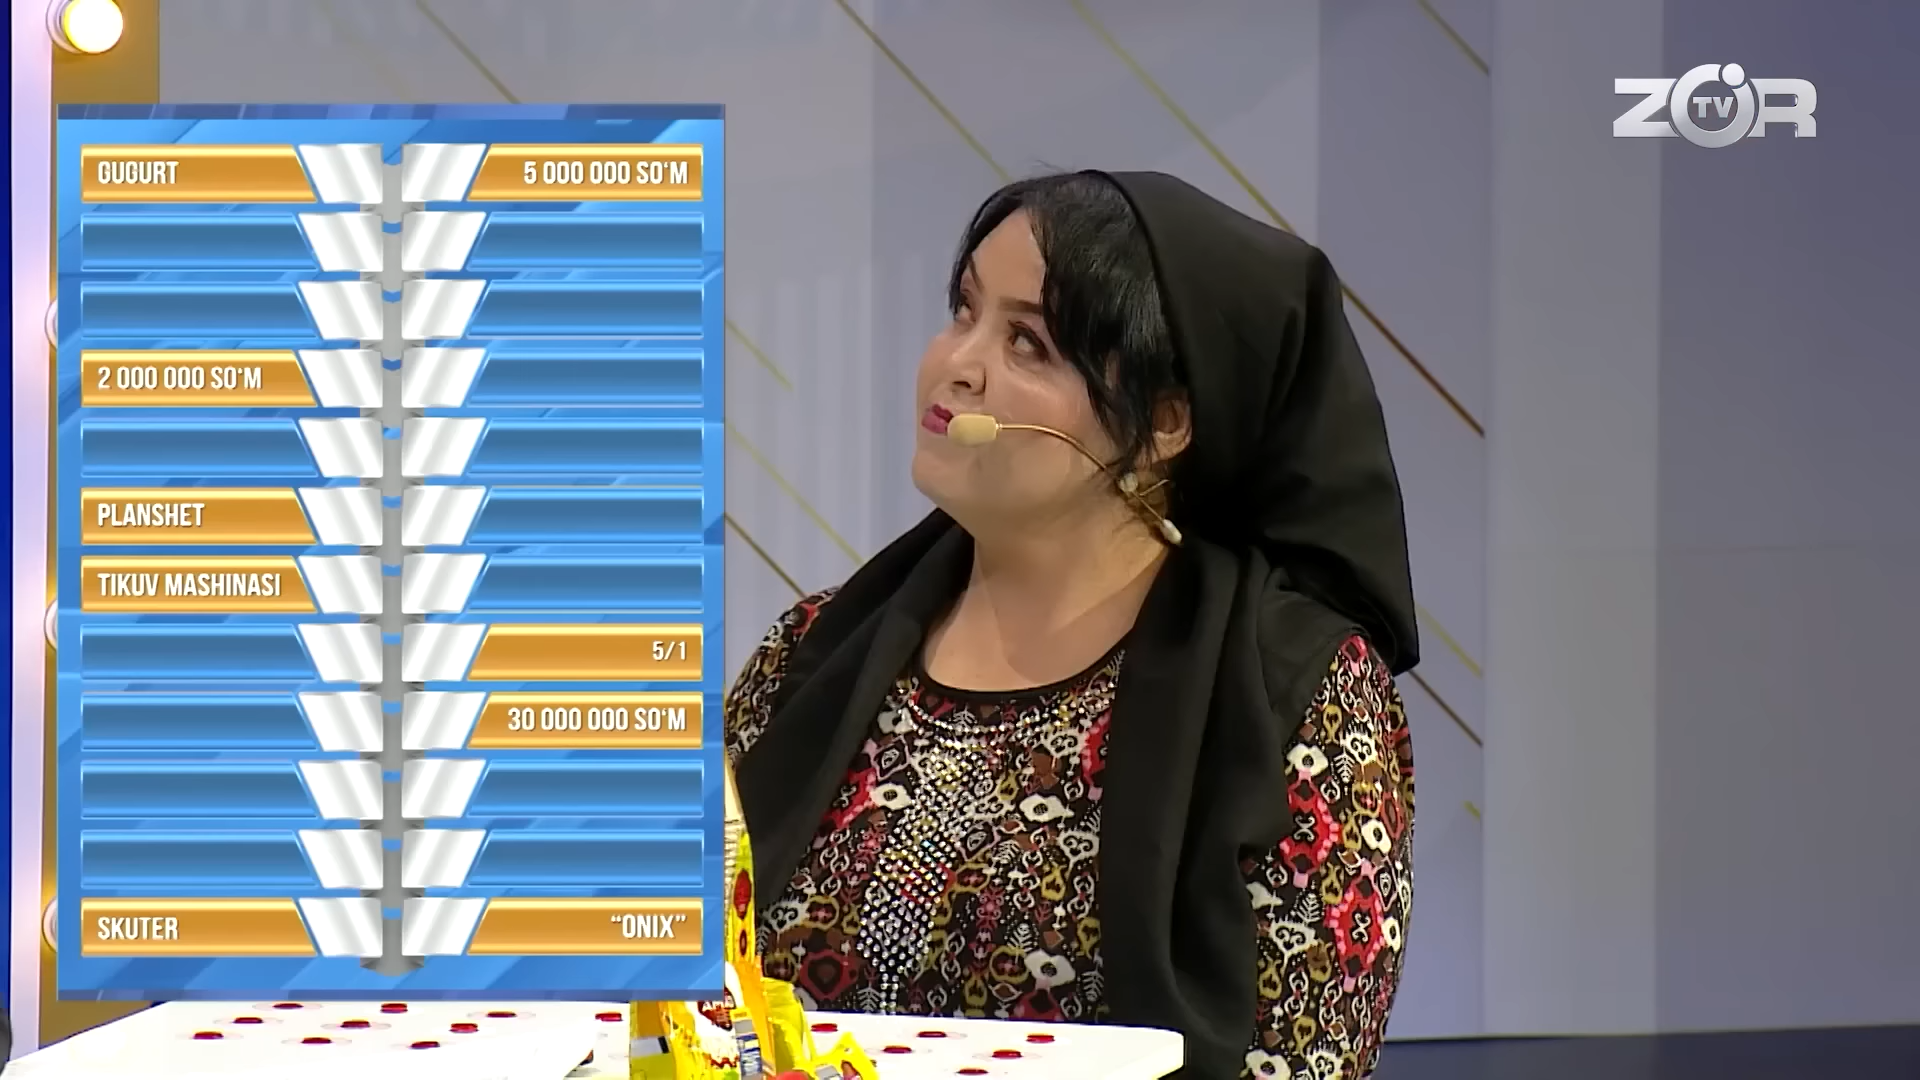 GUGURT
5 000 000 SO‘M
2 000 000 SO‘M
PLANSHET
TIKUV MASHINASI
5/1
30 000 000 SO‘M
SKUTER
“ONIX”
ZOR TV